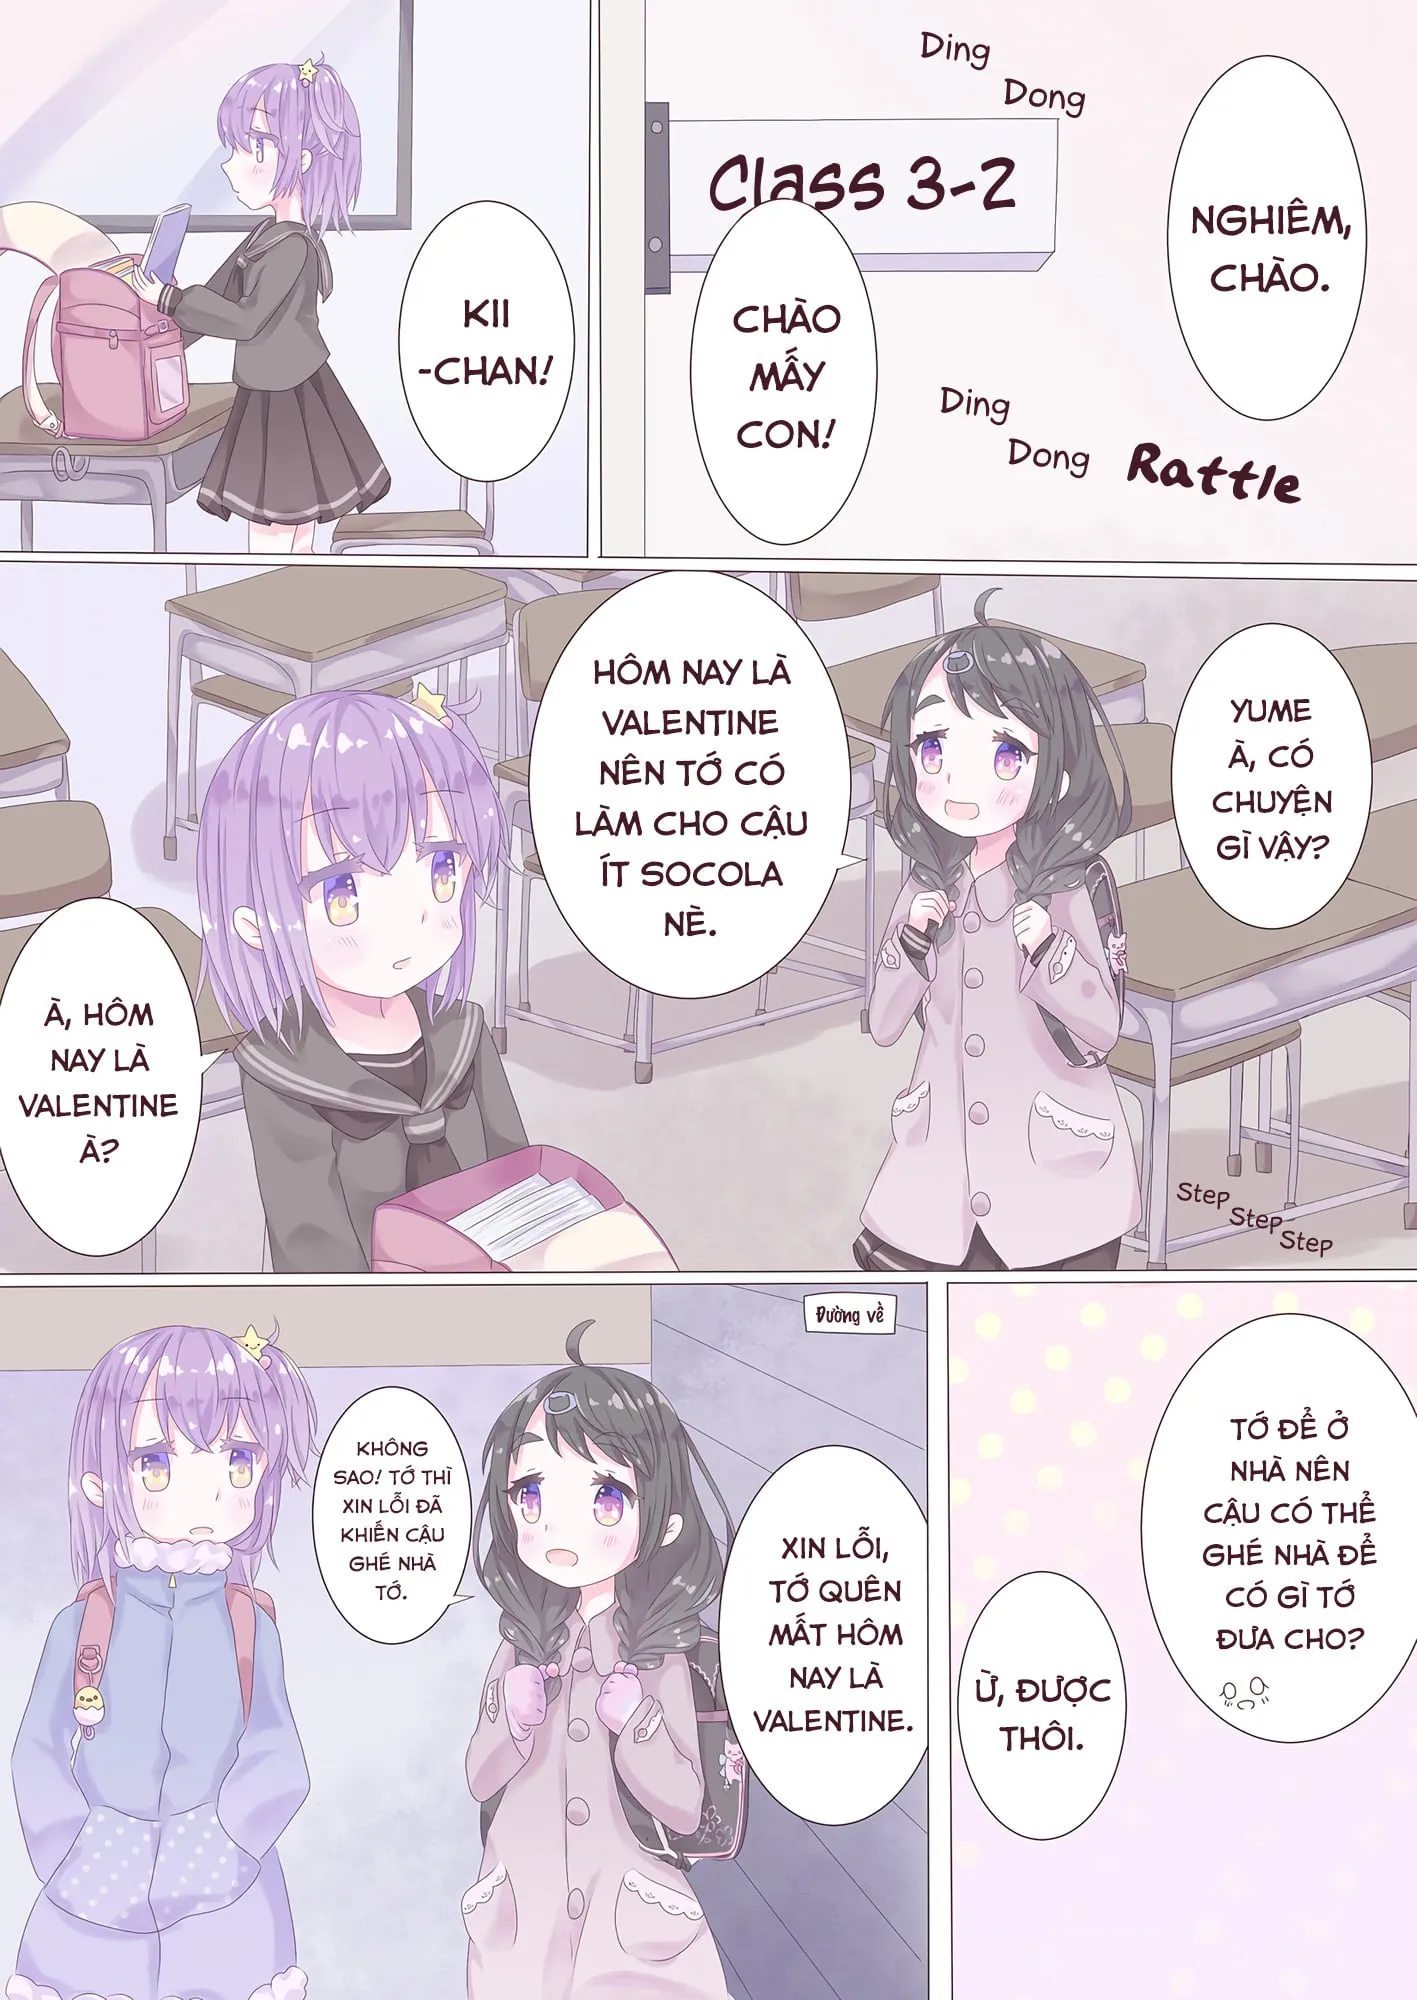 Ding
Dong
Class 3-2
NGHIÊM,
CHÀO.
CHÀO
MẤY
CON!
Ding
Dong
Rattle
KII
-CHAN!
YUME
À, CÓ
CHUYỆN
GÌ VẬY?
HÔM NAY LÀ
VALENTINE
NÊN TỚ CÓ
LÀM CHO CẬU
ÍT SOCOLA
NÈ.
À, HÔM
NAY LÀ
VALENTINE
À?
Step
Step
Step
TỚ ĐỂ Ở
NHÀ NÊN
CẬU CÓ THỂ
GHÉ NHÀ ĐỂ
CÓ GÌ TỚ
ĐƯA CHO?
Ừ, ĐƯỢC
THÔI.
Đường về
XIN LỖI,
TỚ QUÊN
MẤT HÔM
NAY LÀ
VALENTINE.
KHÔNG
SAO! TỚ THÌ
XIN LỖI ĐÃ
KHIẾN CẬU
GHÉ NHÀ
TỚ.